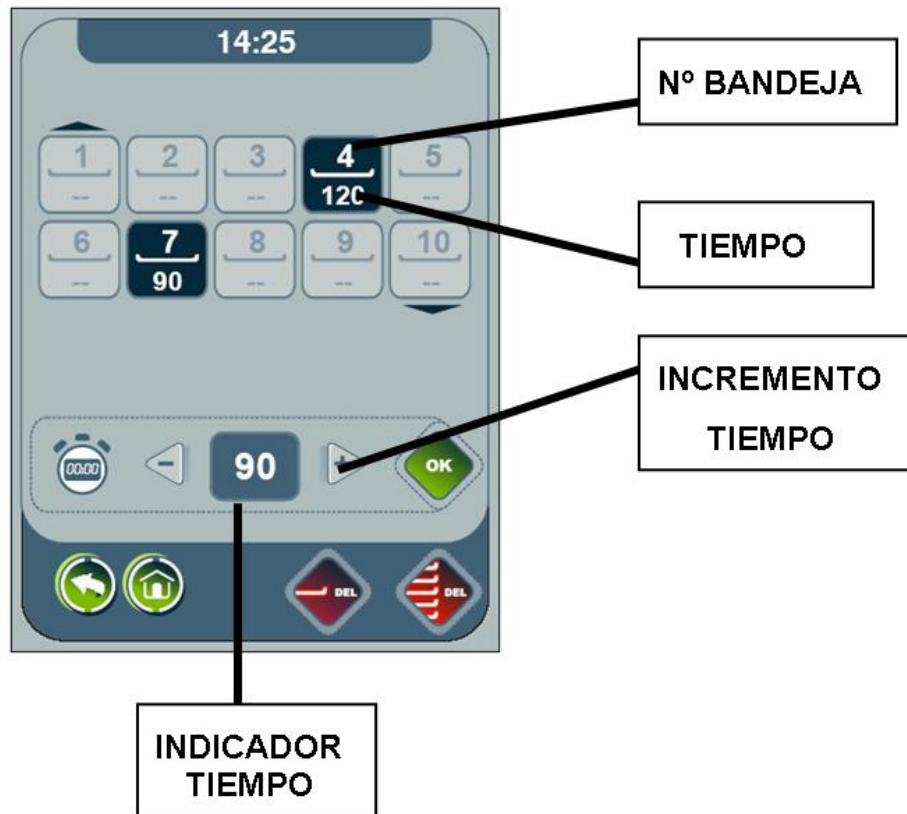 14:25
Nº BANDEJA
1 2 3 4 5
-- -- -- 120 --
TIEMPO
6 7 8 9 10
-- 90 -- -- --
INCREMENTO
TIEMPO
00:00 - 90 + OK
DEL DEL
INDICADOR
TIEMPO